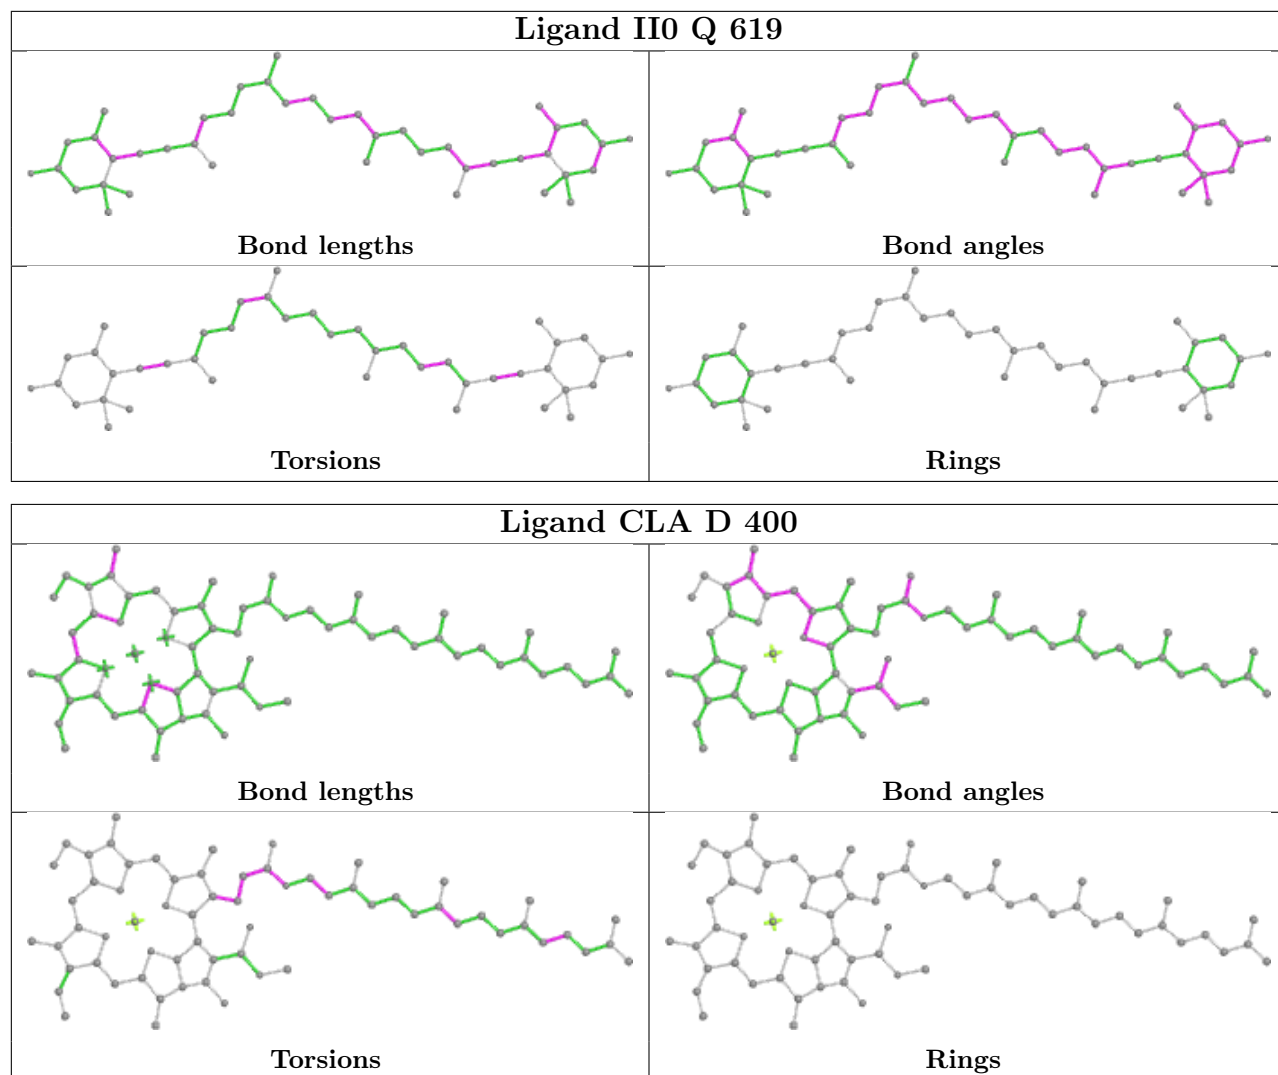 Ligand II0 Q 619
Bond lengths
Bond angles
Torsions
Rings
Ligand CLA D 400
Bond lengths
Bond angles
Torsions
Rings